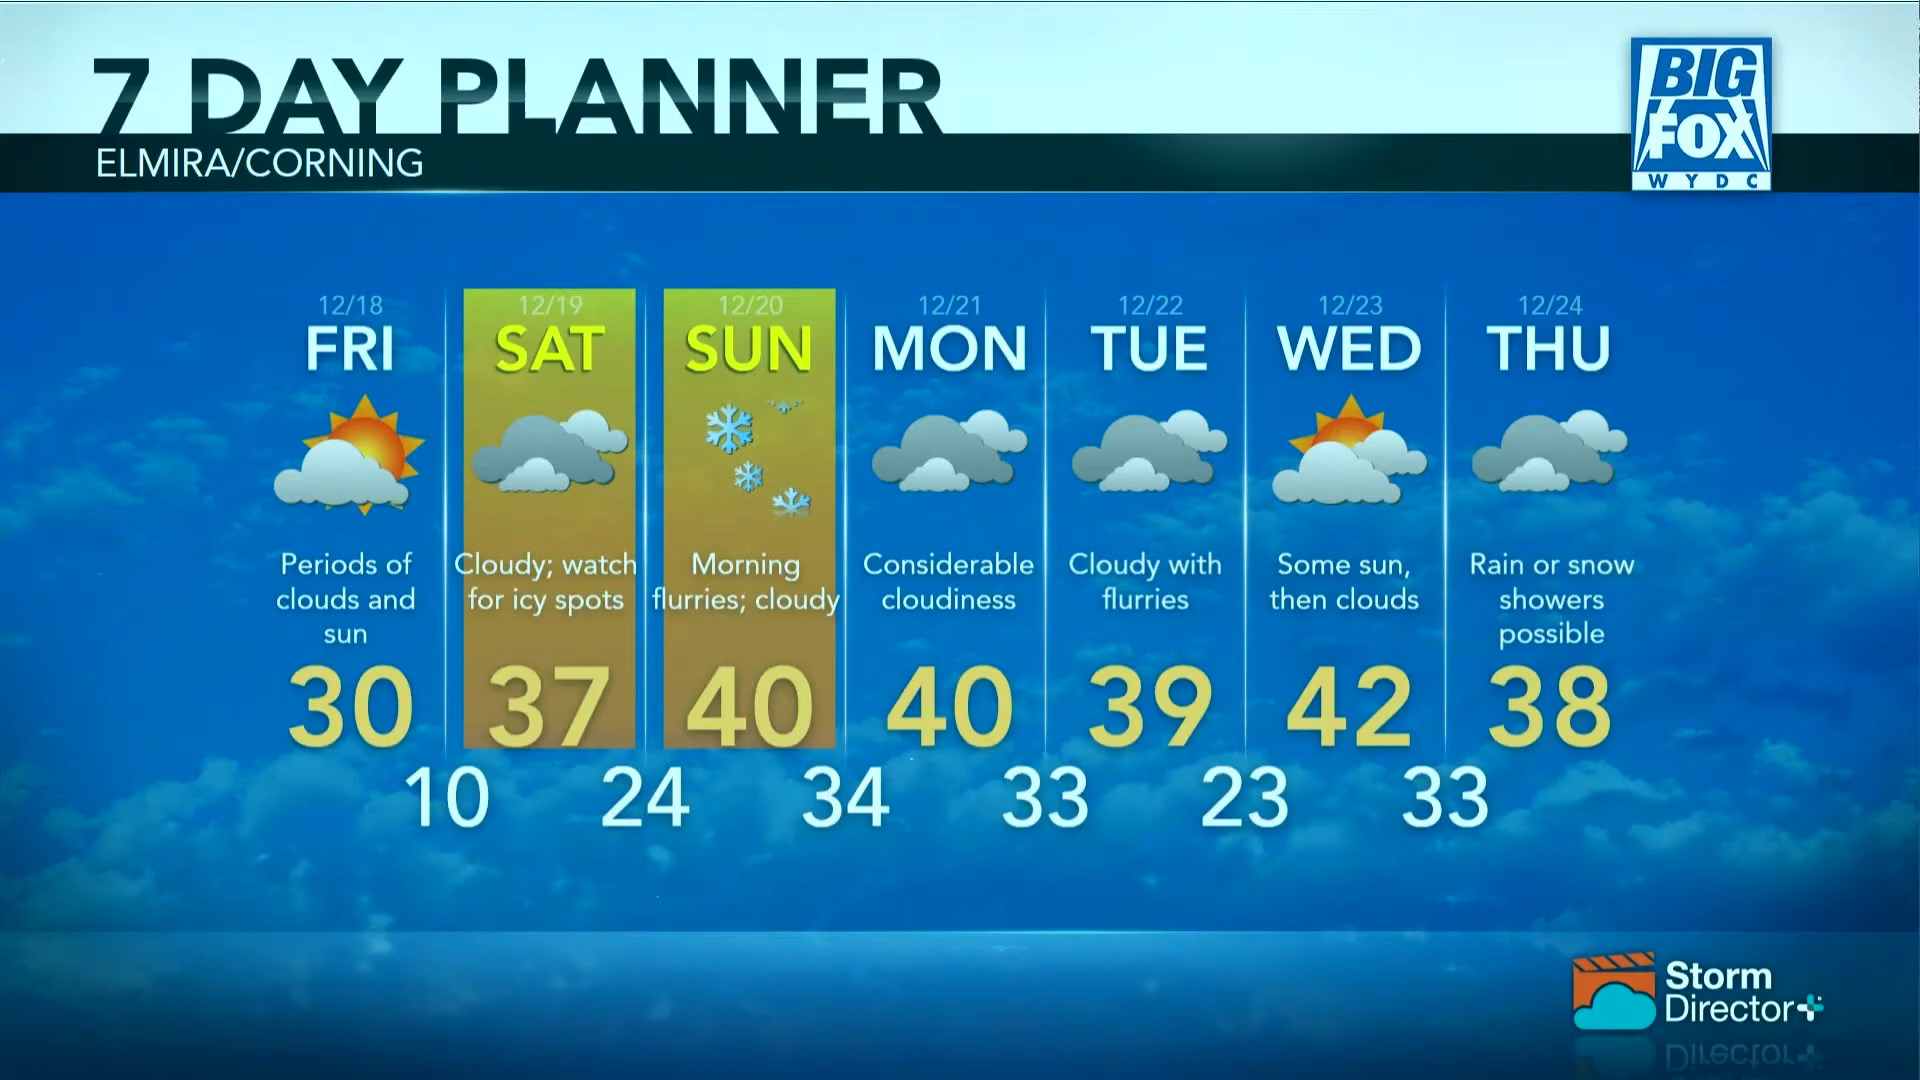 7 DAY PLANNER
ELMIRA/CORNING
BIG
FOX
WYDC
12/18
FRI
Periods of
clouds and
sun
30
12/19
SAT
Cloudy; watch
for icy spots
37
12/20
SUN
Morning
flurries; cloudy
40
12/21
MON
Considerable
cloudiness
40
12/22
TUE
Cloudy with
flurries
39
12/23
WED
Some sun,
then clouds
42
12/24
THU
Rain or snow
showers
possible
38
10 24 34 33 23 33
Storm
Director+